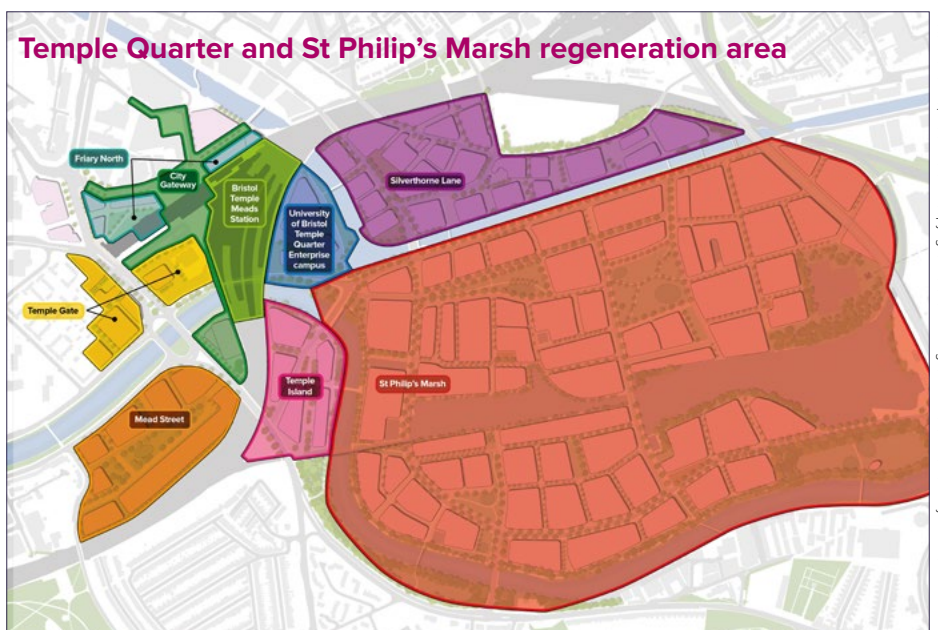 Temple Quarter and St Philip's Marsh regeneration area
Friary North
City
Gateway
Bristol
Temple
Meads
Station
University
of Bristol
Temple
Quarter
Enterprise
campus
Silverthorne Lane
Temple Gate
Temple
Island
St Philip's Marsh
Mead Street